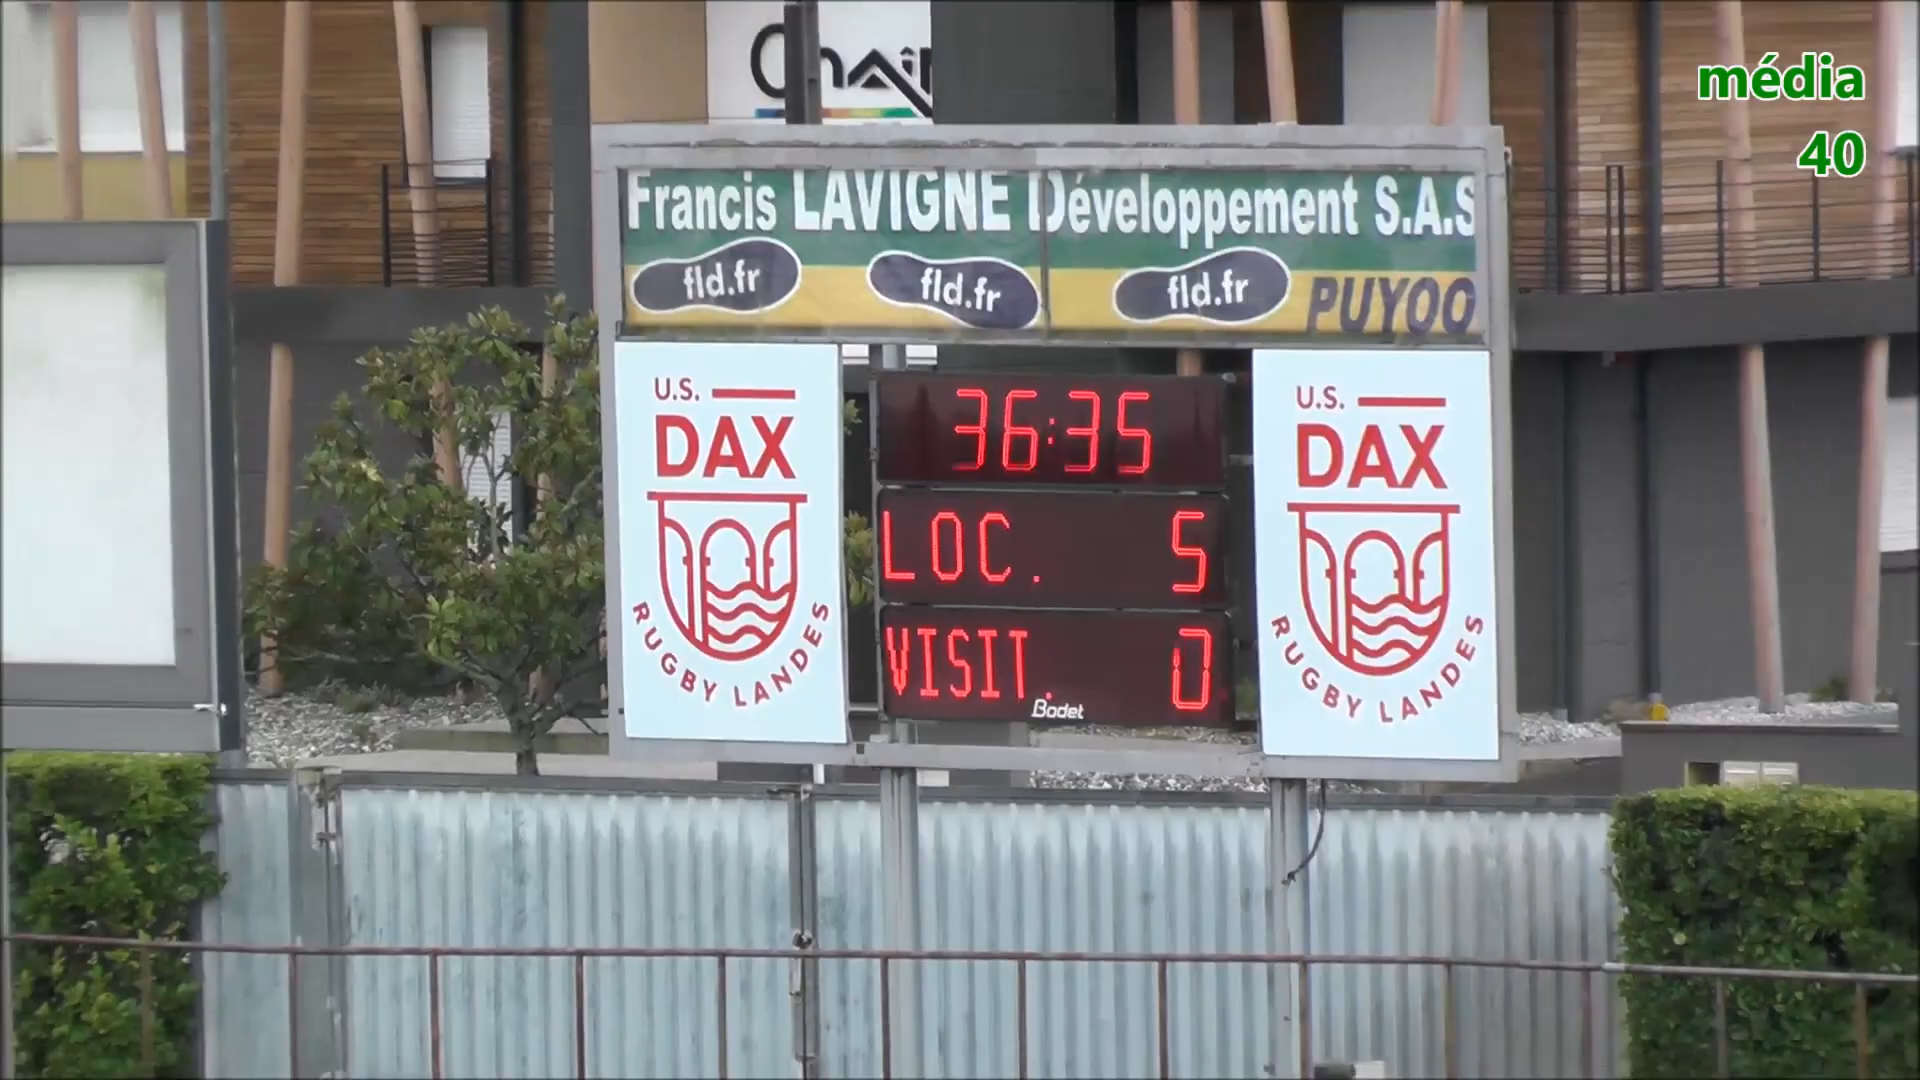 média
40
Francis LAVIGNE Développement S.A.S
fld.fr fld.fr fld.fr PUYOO
U.S.
DAX
RUGBY LANDES
36:35
LOC. 5
VISIT. 0
Bodet
U.S.
DAX
RUGBY LANDES